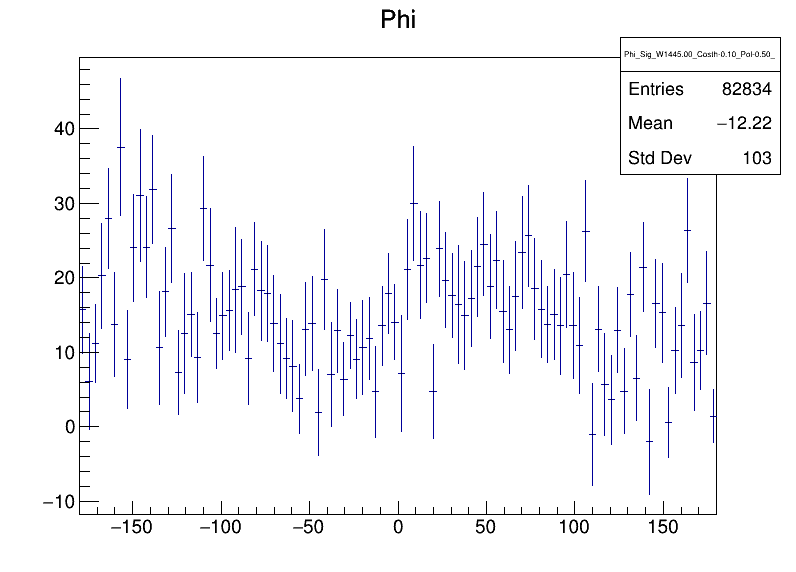 Phi
Phi_Sig_W1445.00_Costh-0.10_Pol-0.50_
Entries 82834
Mean −12.22
Std Dev 103
40
30
20
10
0
−10
−150 −100 −50 0 50 100 150